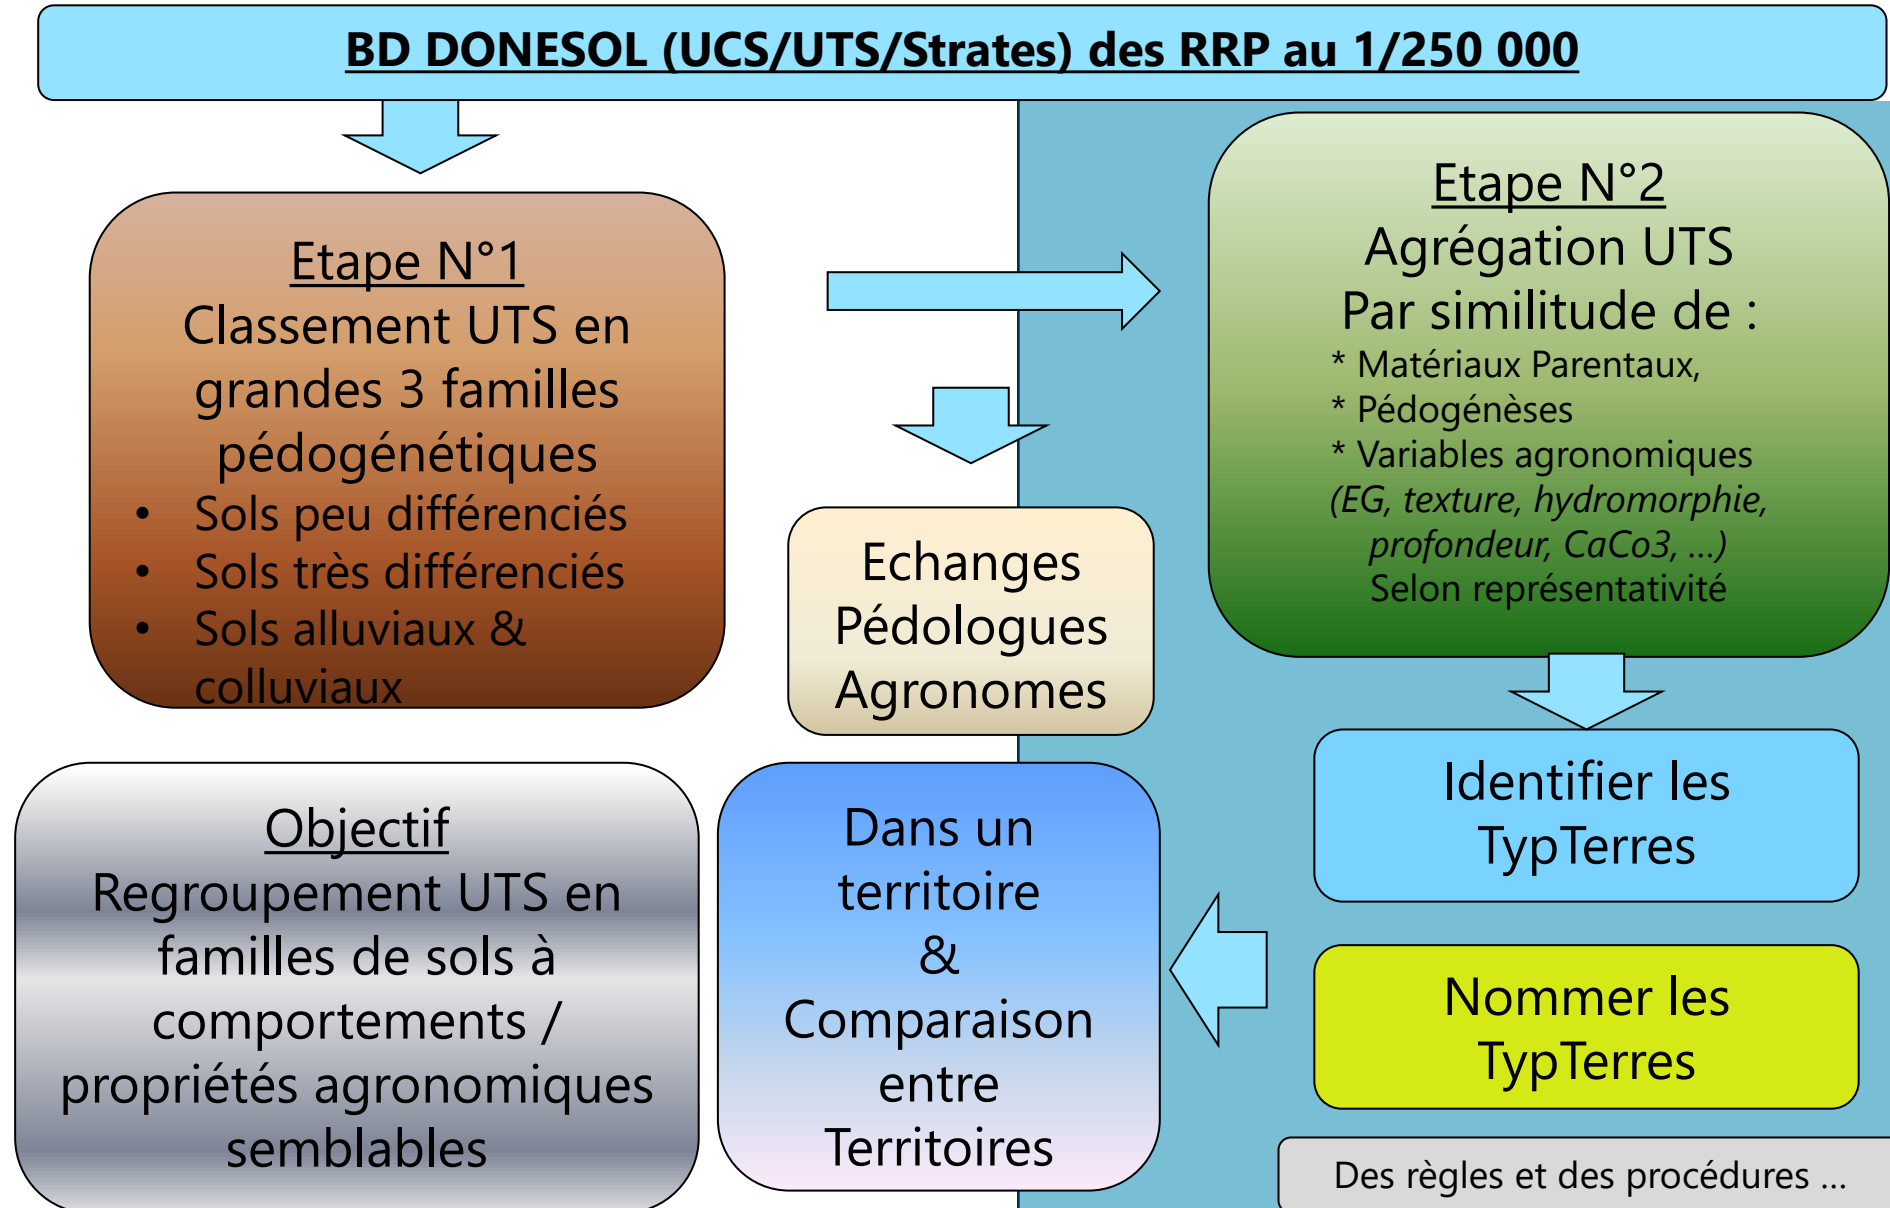 BD DONESOL (UCS/UTS/Strates) des RRP au 1/250 000
Etape N°1
Classement UTS en
grandes 3 familles
pédogénétiques
• Sols peu différenciés
• Sols très différenciés
• Sols alluviaux &
colluviaux
Etape N°2
Agrégation UTS
Par similitude de :
* Matériaux Parentaux,
* Pédogénèses
* Variables agronomiques
(EG, texture, hydromorphie,
profondeur, CaCo3, ...)
Selon représentativité
Echanges
Pédologues
Agronomes
Identifier les
TypTerres
Nommer les
TypTerres
Dans un
territoire
&
Comparaison
entre
Territoires
Objectif
Regroupement UTS en
familles de sols à
comportements /
propriétés agronomiques
semblables
Des règles et des procédures ...